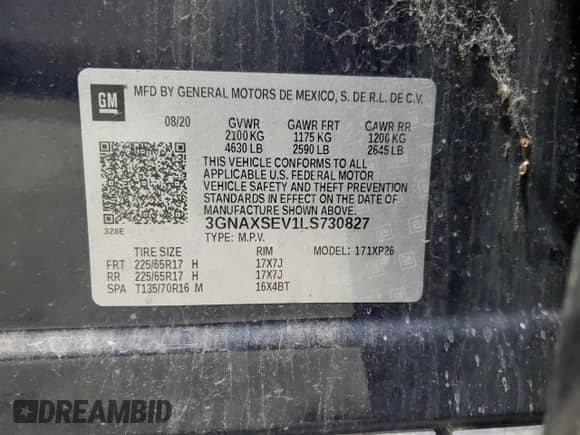 GM
MFD BY GENERAL MOTORS DE MEXICO, S. DE R.L. DE C.V.
08/20 GVWR GAWR FRT GAWR RR
2100 KG 1175 KG 1200 KG
4630 LB 2590 LB 2645 LB
THIS VEHICLE CONFORMS TO ALL
APPLICABLE U.S. FEDERAL MOTOR
VEHICLE SAFETY AND THEFT PREVENTION
STANDARDS IN EFFECT ON THE DATE OF
MANUFACTURE SHOWN ABOVE.
328E
3GNAXSEV1LS730827
TYPE: M.P.V. MODEL: 1XP26
TIRE SIZE RIM
FRT 225/65R17 H 17X7J
RR 225/65R17 H 17X7J
SPA T135/70R16 M 16X4BT
DREAMBID